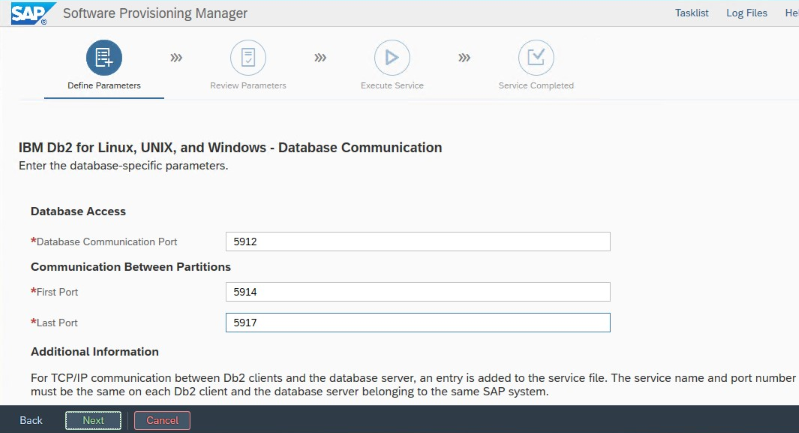 SAP Software Provisioning Manager Tasklist Log Files
Define Parameters Review Parameters Execute Service Service Completed
IBM Db2 for Linux, UNIX, and Windows - Database Communication
Enter the database-specific parameters.
Database Access
*Database Communication Port 5912
Communication Between Partitions
*First Port 5914
*Last Port 5917
Additional Information
For TCP/IP communication between Db2 clients and the database server, an entry is added to the service file. The service name and port number
must be the same on each Db2 client and the database server belonging to the same SAP system.
Back Next Cancel